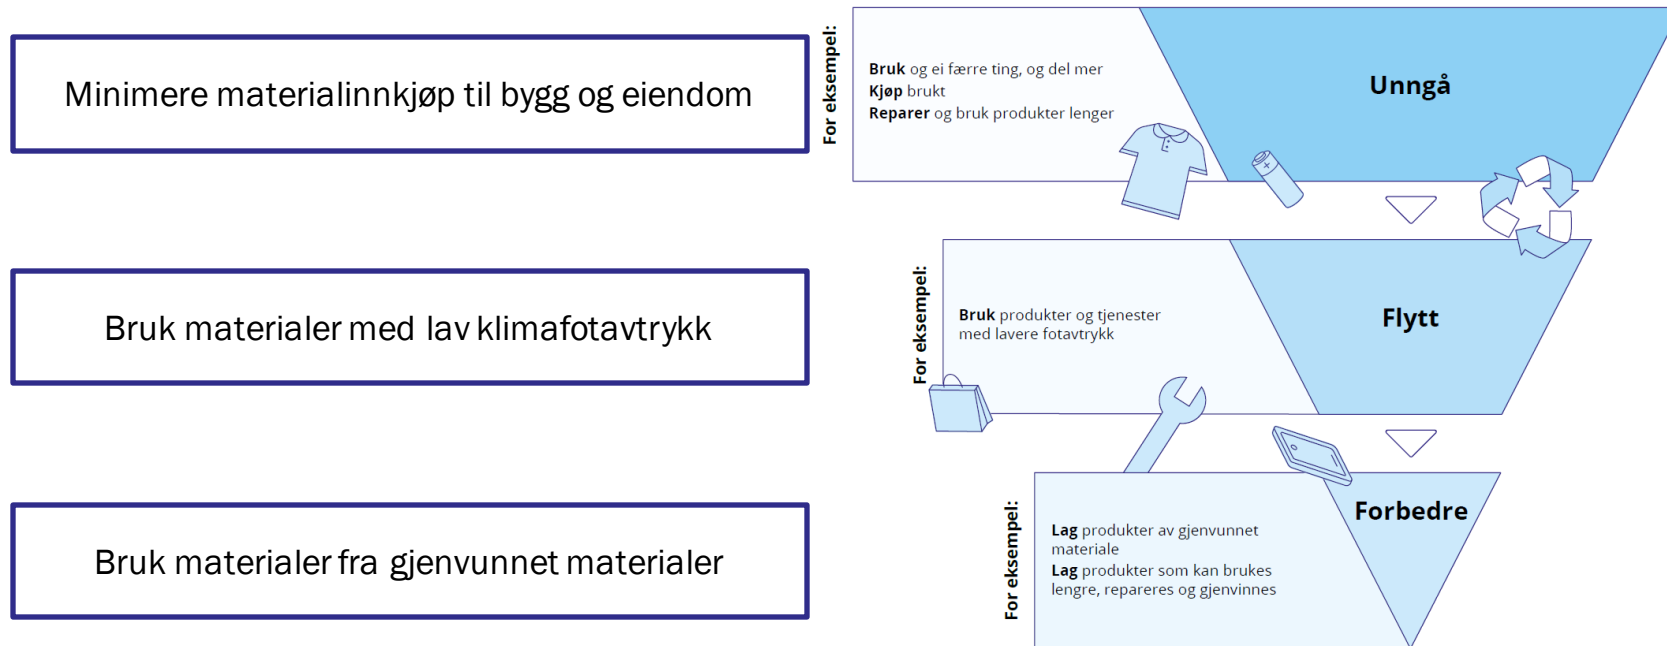 Minimere materialinnkjøp til bygg og eiendom
For eksempel:
Bruk og ei færre ting, og del mer
Kjøp brukt
Reparer og bruk produkter lenger
Unngå
Bruk materialer med lav klimafotavtrykk
For eksempel:
Bruk produkter og tjenester
med lavere fotavtrykk
Flytt
Bruk materialer fra gjenvunnet materialer
For eksempel:
Lag produkter av gjenvunnet
materiale
Lag produkter som kan brukes
lengre, repareres og gjenvinnes
Forbedre